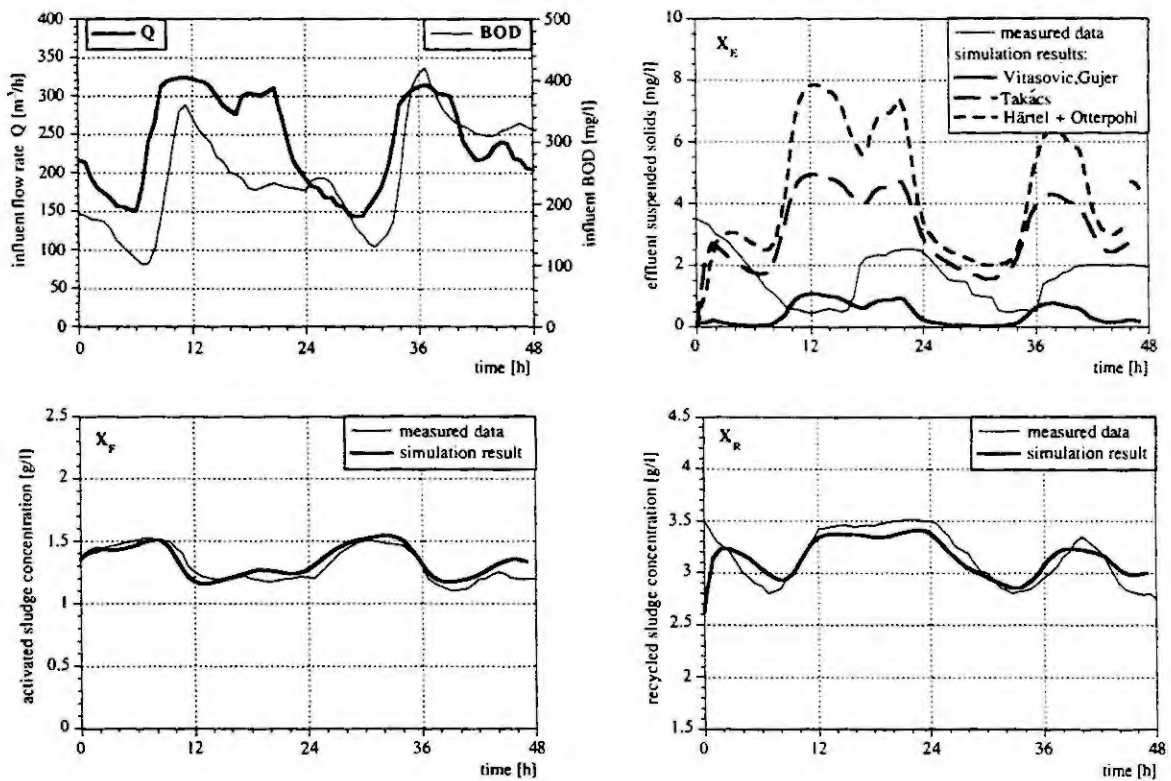 Q
BOD
influent flow rate Q [m³/h]
400
350
300
250
200
150
100
50
0
influent BOD [mg/l]
500
400
300
200
100
0
0 12 24 36 48
time [h]
X_E
measured data
simulation results:
Vitasovic,Gujer
Takács
Härtel + Otterpohl
effluent suspended solids [mg/l]
10
8
6
4
2
0
0 12 24 36 48
time [h]
X_F
measured data
simulation result
activated sludge concentration [g/l]
2.5
2
1.5
1
0.5
0
0 12 24 36 48
time [h]
X_R
measured data
simulation result
recycled sludge concentration [g/l]
4.5
4
3.5
3
2.5
2
1.5
0 12 24 36 48
time [h]